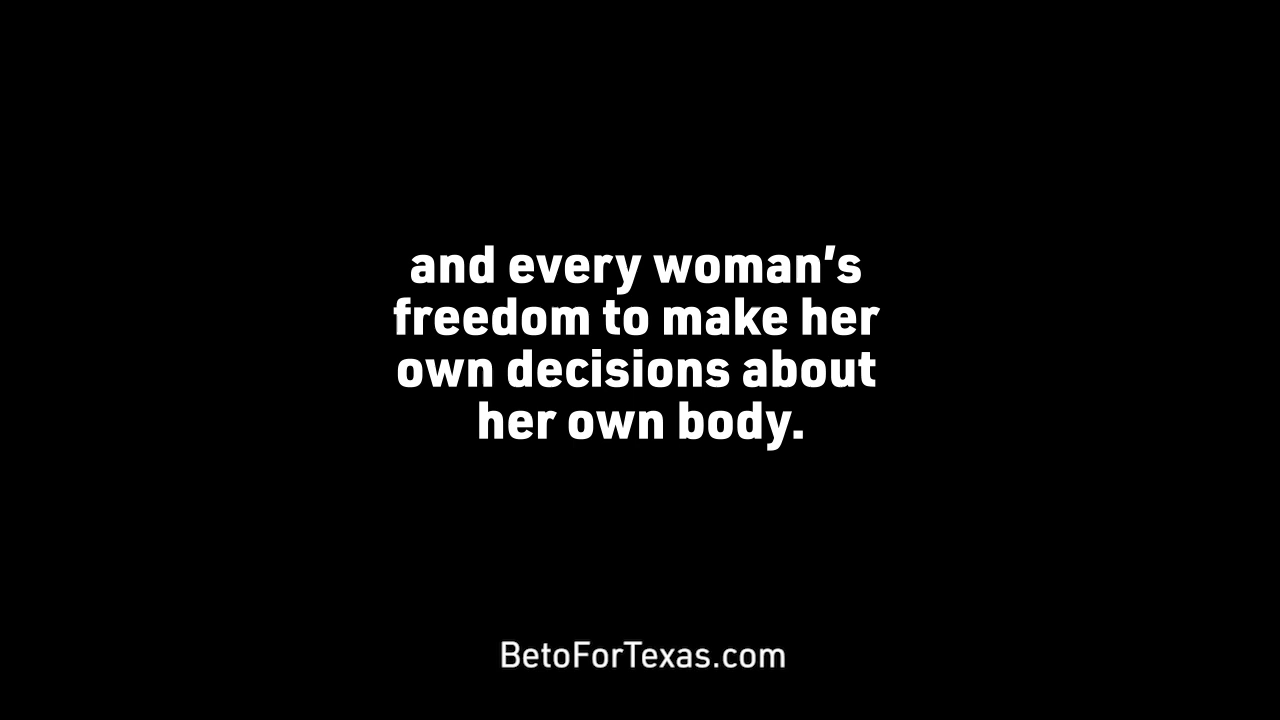 and every woman’s
freedom to make her
own decisions about
her own body.
BetoForTexas.com